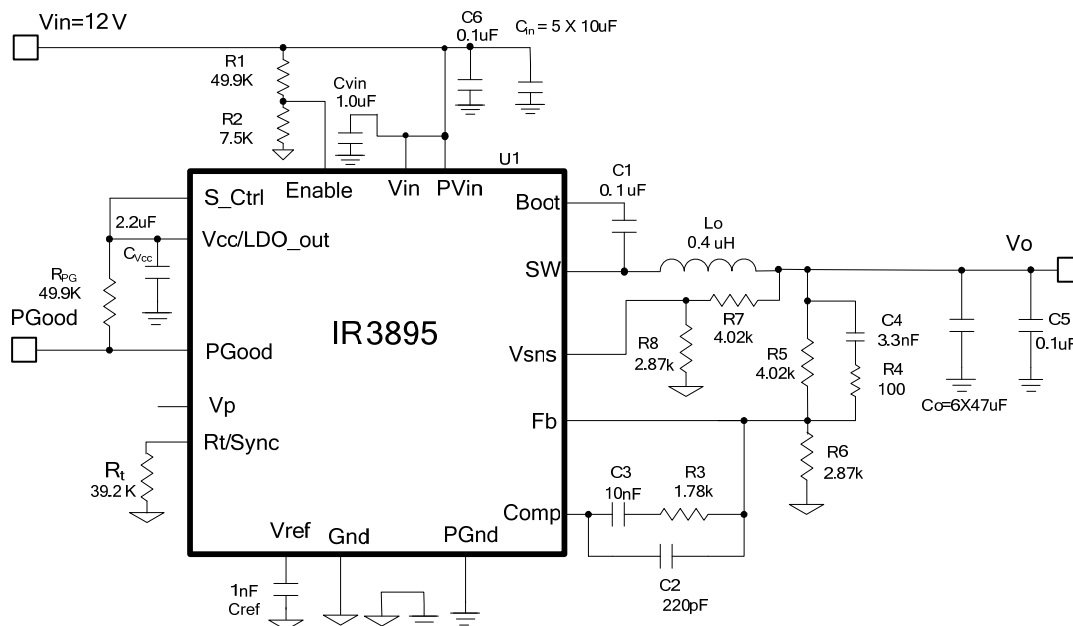 Vin=12V
C6
0.1uF
Cin = 5 X 10uF
R1
49.9K
Cvin
1.0uF
R2
7.5K
U1
S_Ctrl
Enable
Vin
PVin
Boot
C1
0.1uF
2.2uF
Vcc/LDO_out
CVcc
Lo
0.4 uH
Vo
SW
RPG
49.9K
PGood
PGood
IR3895
Vsns
R8
2.87k
R7
4.02k
R5
4.02k
C4
3.3nF
R4
100
C5
0.1uF
Co=6X47uF
Vp
Fb
Rt/Sync
Rt
39.2 K
R6
2.87k
C3
10nF
R3
1.78k
Comp
Vref
Gnd
PGnd
1nF
Cref
C2
220pF